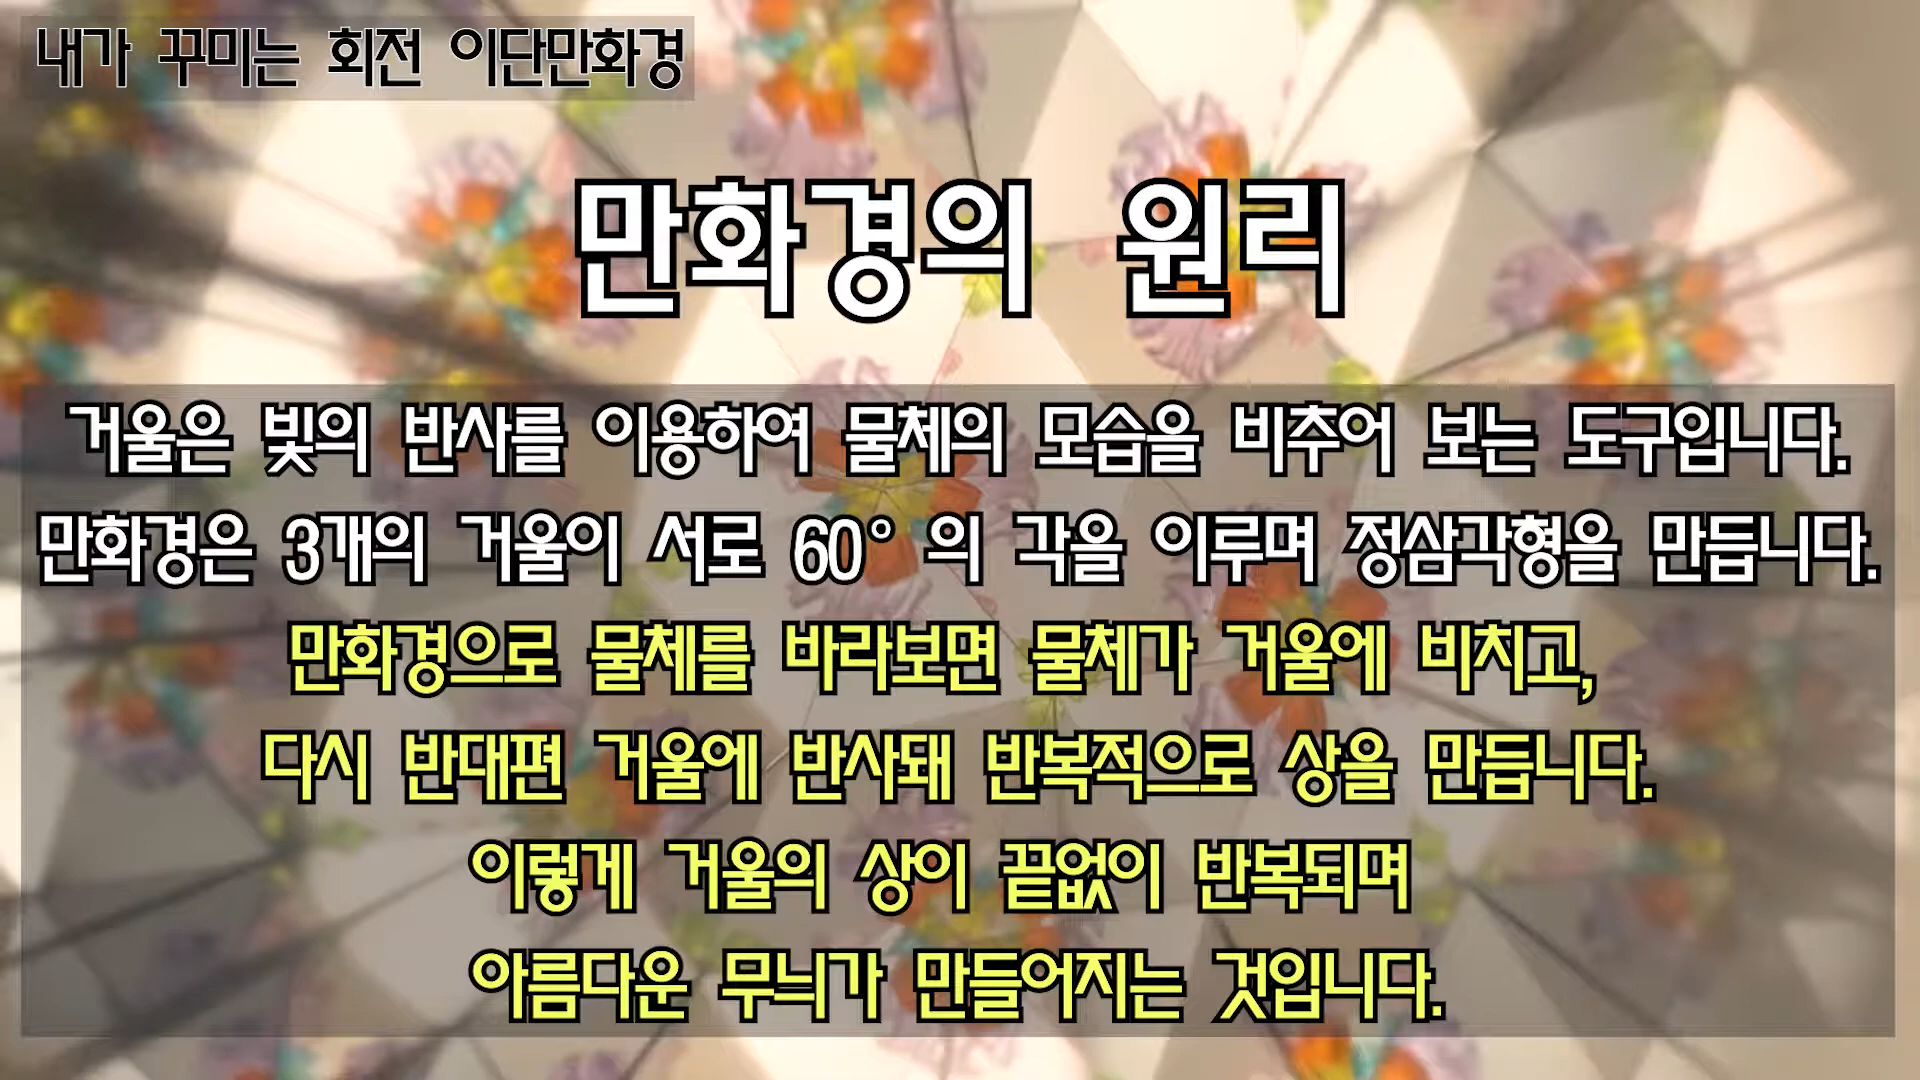 내가 꾸미는 회전 이단만화경
만화경의 원리
거울은 빛의 반사를 이용하여 물체의 모습을 비추어 보는 도구입니다.
만화경은 3개의 거울이 서로 60° 의 각을 이루며 정삼각형을 만듭니다.
만화경으로 물체를 바라보면 물체가 거울에 비치고,
다시 반대편 거울에 반사돼 반복적으로 상을 만듭니다.
이렇게 거울의 상이 끝없이 반복되며
아름다운 무늬가 만들어지는 것입니다.